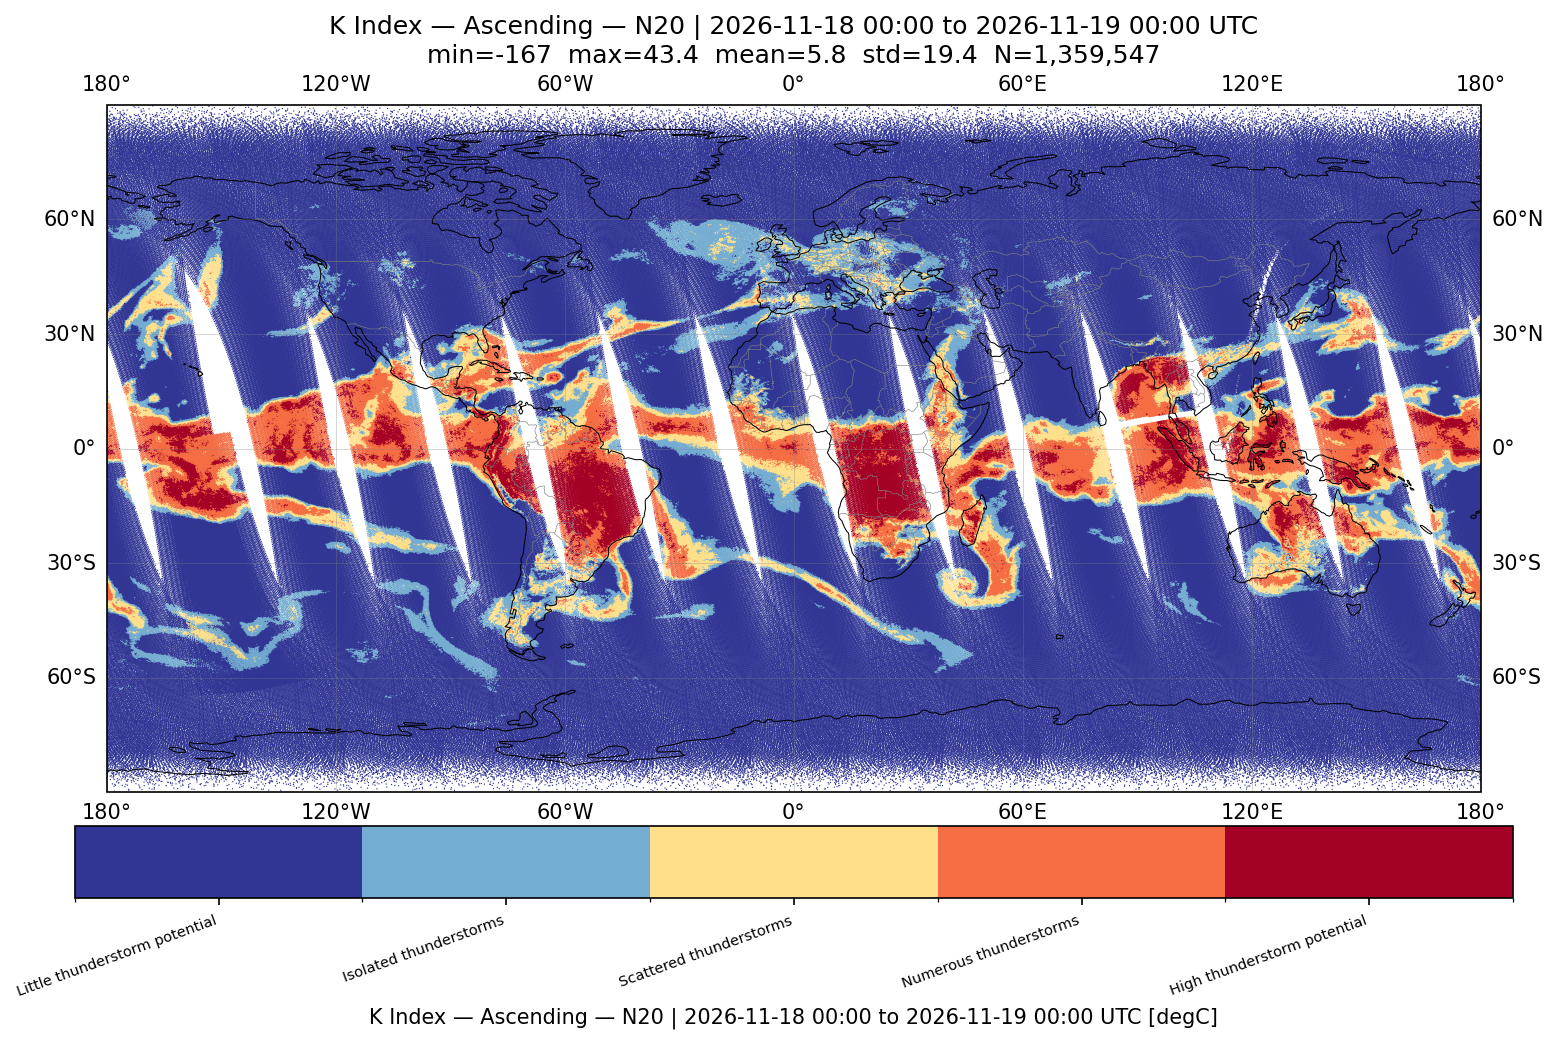 K Index — Ascending — N20 | 2026-11-18 00:00 to 2026-11-19 00:00 UTC
min=-167 max=43.4 mean=5.8 std=19.4 N=1,359,547
180° 120°W 60°W 0° 60°E 120°E 180°
60°N 60°N
30°N 30°N
0° 0°
30°S 30°S
60°S 60°S
180° 120°W 60°W 0° 60°E 120°E 180°
Little thunderstorm potential
Isolated thunderstorms
Scattered thunderstorms
Numerous thunderstorms
High thunderstorm potential
K Index — Ascending — N20 | 2026-11-18 00:00 to 2026-11-19 00:00 UTC [degC]